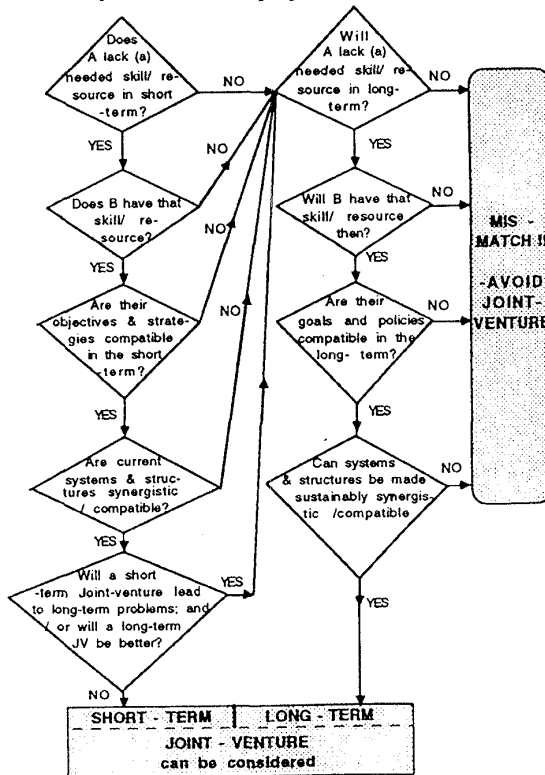 Does
A lack (a)
needed skill/ re-
source in short
-term?
NO
YES
Does B have that
skill/ re-
source?
NO
YES
Are their
objectives & strate-
gies compatible
in the short
-term?
NO
YES
Are current
systems & struc-
tures synergistic
/ compatible?
NO
YES
Will a short
-term Joint-venture lead
to long-term problems; and
/ or will a long-term
JV be better?
YES
NO
Will
A lack (a)
needed skill/ re-
source in long-
term?
NO
YES
Will B have that
skill/ resource
then?
NO
YES
Are their
goals and policies
compatible in the
long- term?
NO
YES
Can systems
& structures be made
sustainably synergis-
tic /compatible
NO
YES
MIS -
MATCH !!
-AVOID
JOINT-
VENTURE
SHORT - TERM LONG - TERM
JOINT - VENTURE
can be considered